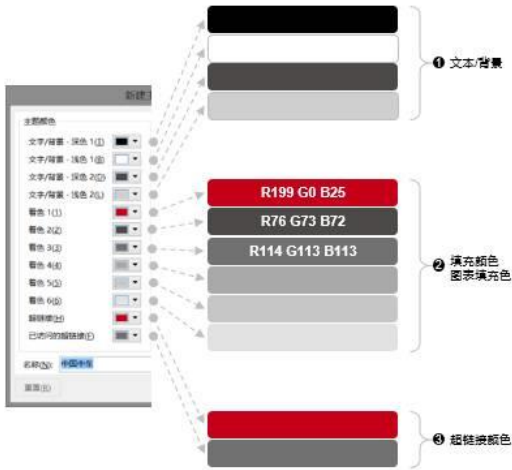 新建主
主题颜色
文字/背景 - 深色 1(T)
文字/背景 - 浅色 1(B)
文字/背景 - 深色 2(D)
文字/背景 - 浅色 2(L)
着色 1(1)
着色 2(2)
着色 3(3)
着色 4(4)
着色 5(5)
着色 6(6)
超链接(H)
已访问的超链接(F)
名称(N): 中国中车
重置(R)
❶ 文本/背景
R199 G0 B25
R76 G73 B72
R114 G113 B113
❷ 填充颜色
图表填充色
❸ 超链接颜色